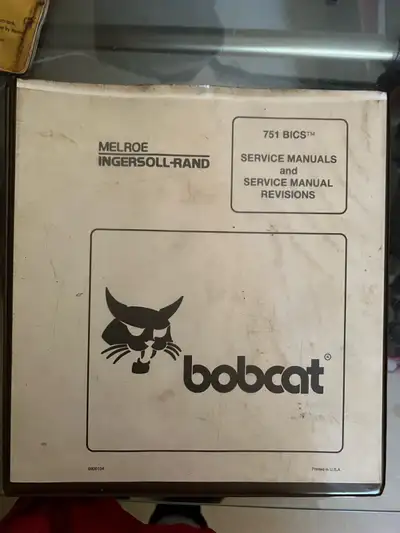 MELROE
INGERSOLL-RAND
751 BICS™
SERVICE MANUALS
and
SERVICE MANUAL
REVISIONS
bobcat®
Printed in U.S.A.